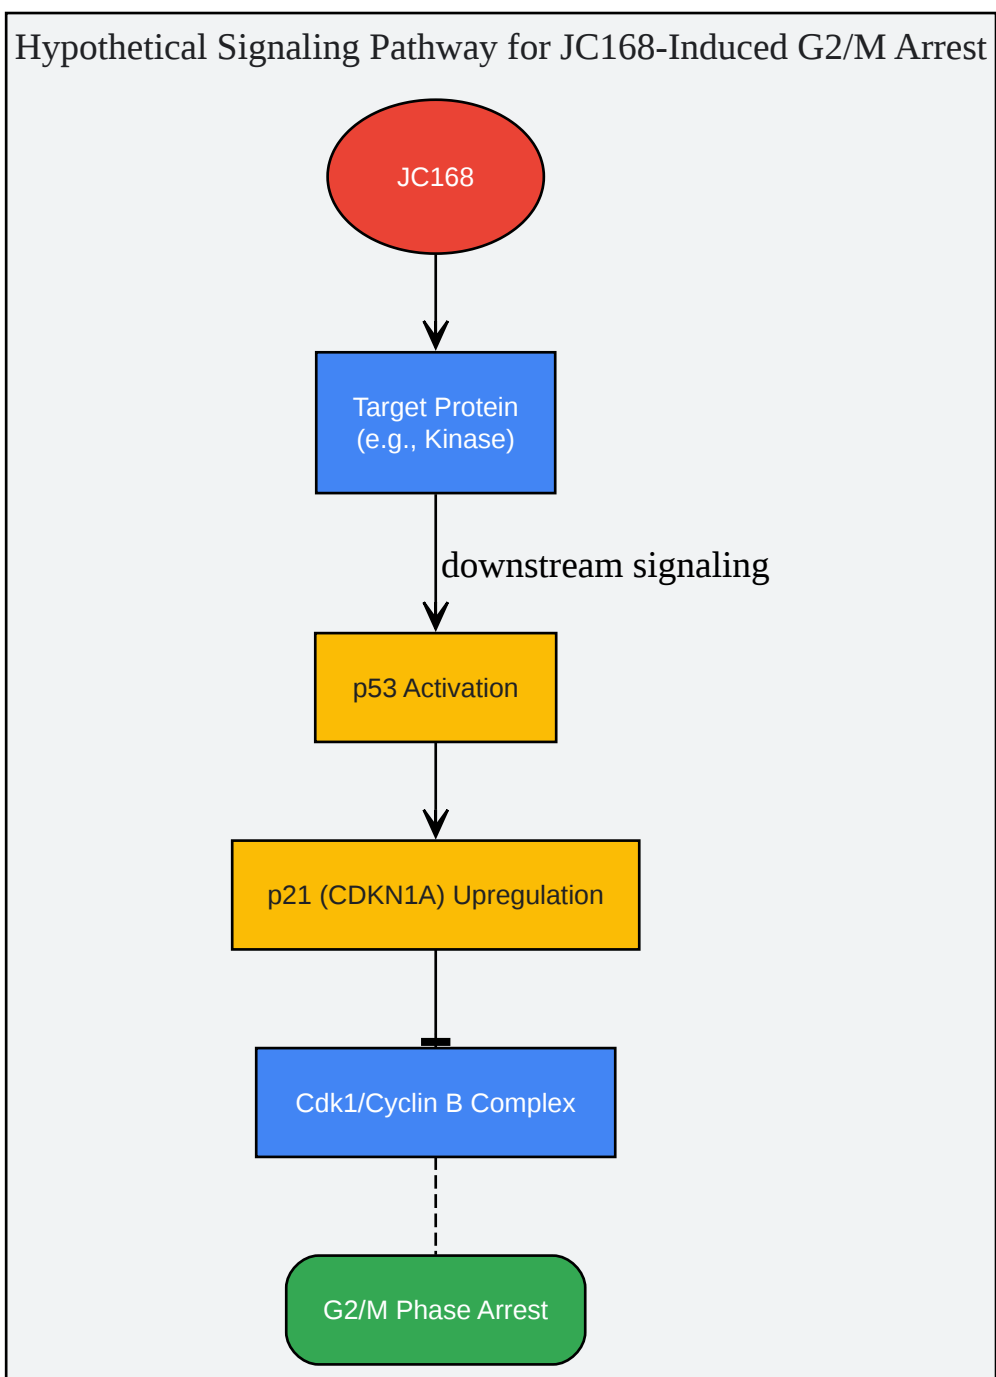 Hypothetical Signaling Pathway for JC168-Induced G2/M Arrest
JC168
Target Protein
(e.g., Kinase)
downstream signaling
p53 Activation
p21 (CDKN1A) Upregulation
Cdk1/Cyclin B Complex
G2/M Phase Arrest